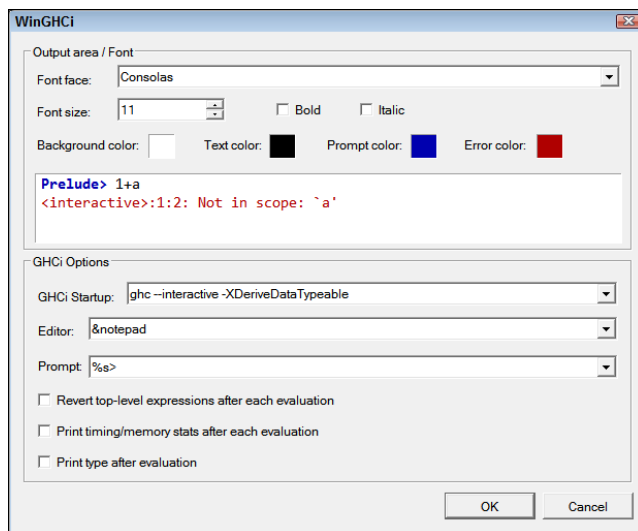 WinGHCi
Output area / Font
Font face: Consolas
Font size: 11 Bold Italic
Background color: Text color: Prompt color: Error color:
Prelude> 1+a
<interactive>:1:2: Not in scope: `a'
GHCi Options
GHCi Startup: ghc --interactive -XDeriveDataTypeable
Editor: &notepad
Prompt: %s>
Revert top-level expressions after each evaluation
Print timing/memory stats after each evaluation
Print type after evaluation
OK Cancel